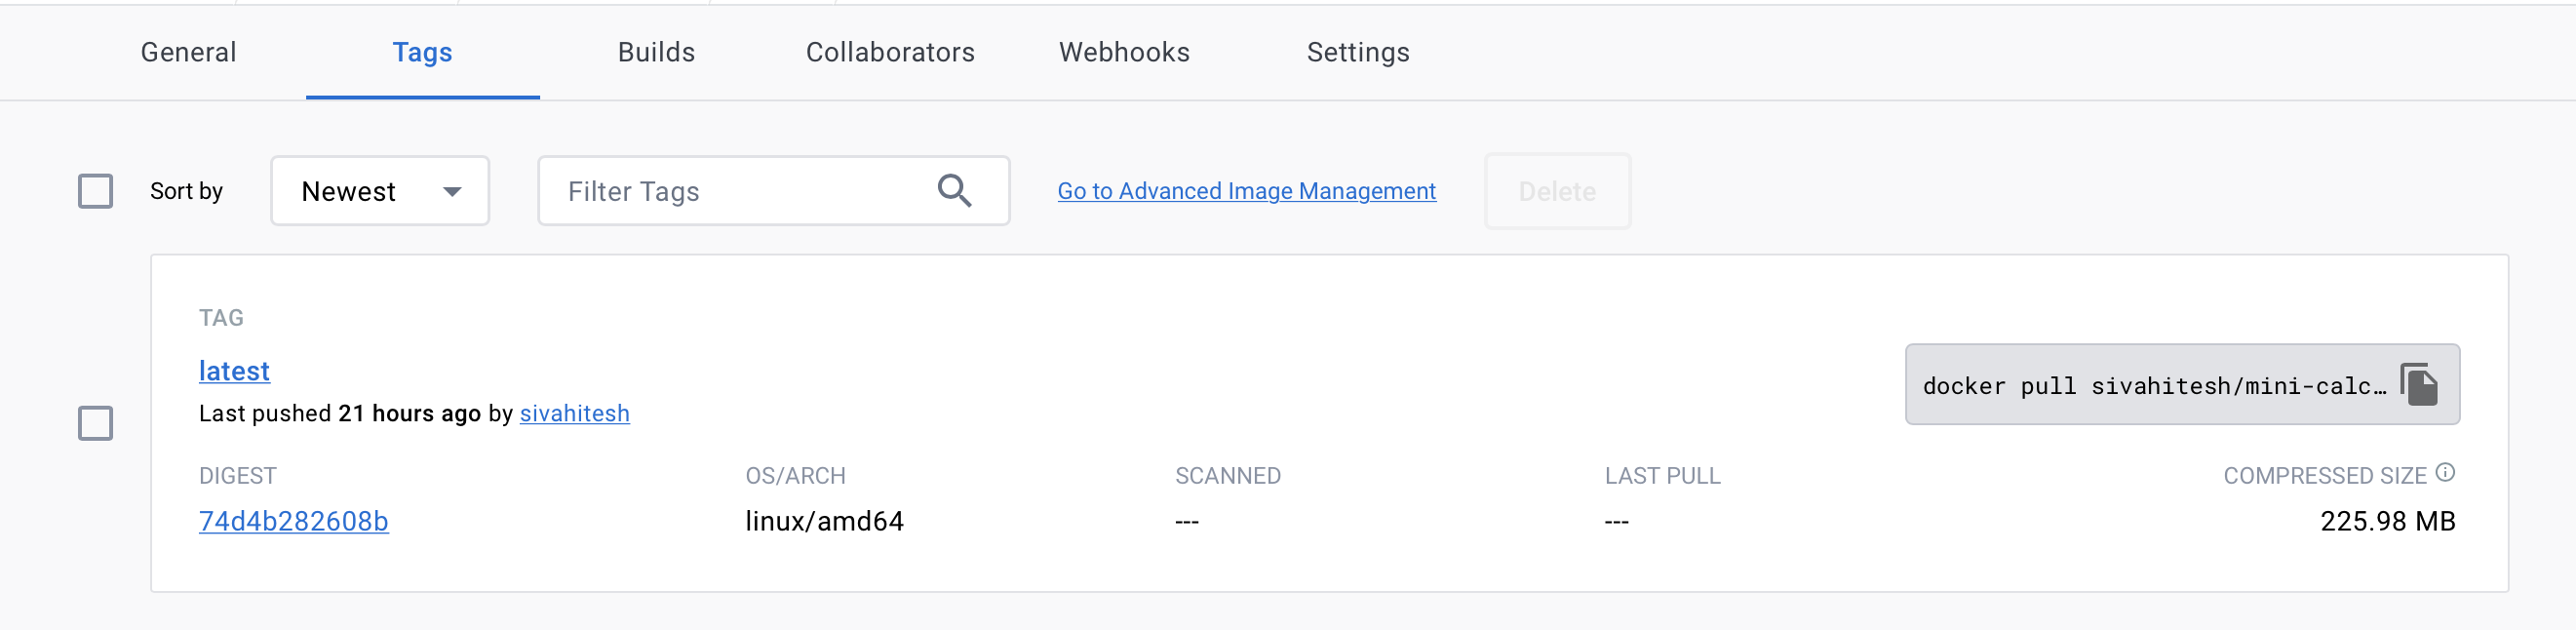 General Tags Builds Collaborators Webhooks Settings
Sort by Newest Filter Tags Go to Advanced Image Management Delete
TAG
latest
docker pull sivahitesh/mini-calc…
Last pushed 21 hours ago by sivahitesh
DIGEST OS/ARCH SCANNED LAST PULL COMPRESSED SIZE
74d4b282608b linux/amd64 --- --- 225.98 MB